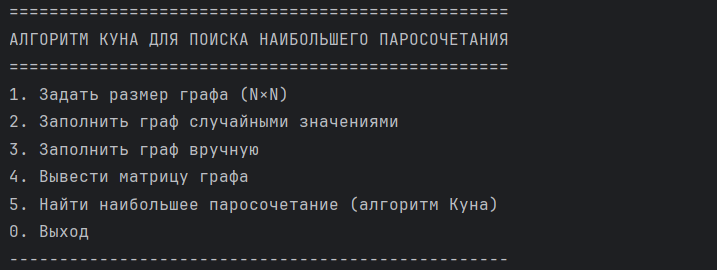 ==================================================
АЛГОРИТМ КУНА ДЛЯ ПОИСКА НАИБОЛЬШЕГО ПАРОСОЧЕТАНИЯ
==================================================
1. Задать размер графа (N×N)
2. Заполнить граф случайными значениями
3. Заполнить граф вручную
4. Вывести матрицу графа
5. Найти наибольшее паросочетание (алгоритм Куна)
0. Выход
--------------------------------------------------